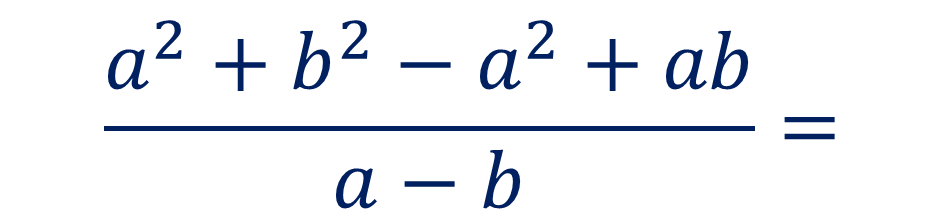 a² + b² − a² + ab
a − b
=